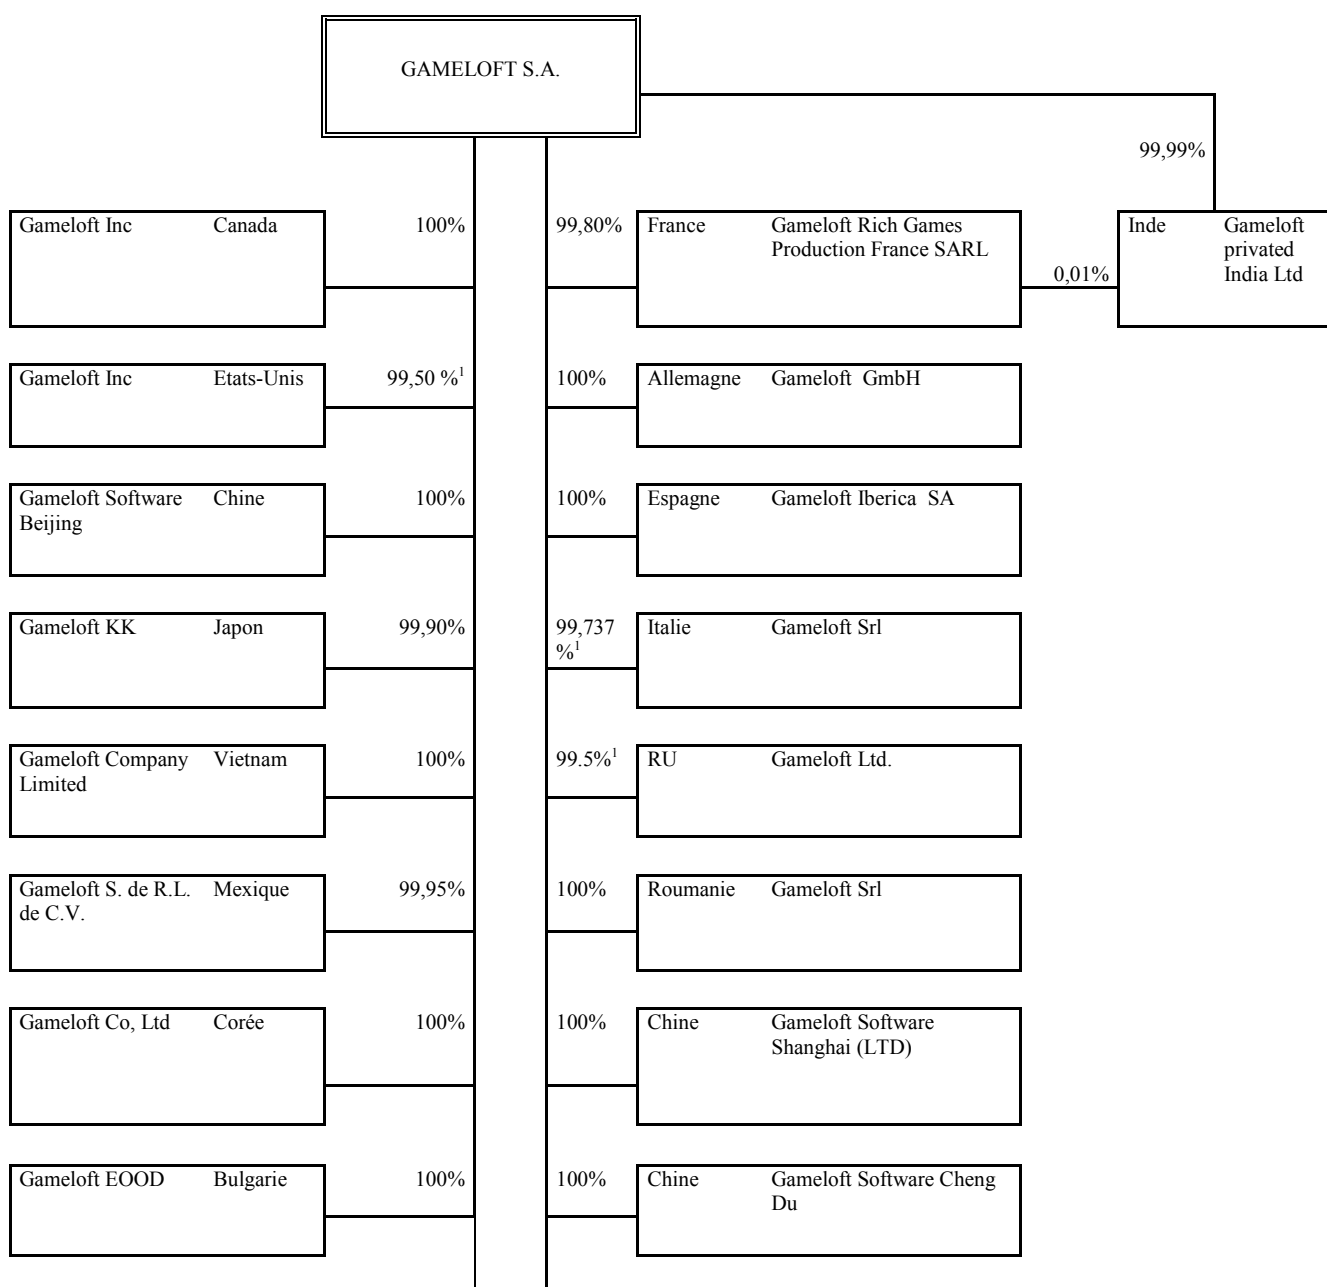 GAMELOFT S.A.
99,99%
Gameloft Inc Canada 100% 99,80% France Gameloft Rich Games
Production France SARL
0,01%
Inde Gameloft
privated
India Ltd
Gameloft Inc Etats-Unis 99,50 %¹ 100% Allemagne Gameloft GmbH
Gameloft Software Chine 100% 100% Espagne Gameloft Iberica SA
Beijing
Gameloft KK Japon 99,90% 99,737 Italie Gameloft Srl
%¹
Gameloft Company Vietnam 100% 99.5%¹ RU Gameloft Ltd.
Limited
Gameloft S. de R.L. Mexique 99,95% 100% Roumanie Gameloft Srl
de C.V.
Gameloft Co, Ltd Corée 100% 100% Chine Gameloft Software
Shanghai (LTD)
Gameloft EOOD Bulgarie 100% 100% Chine Gameloft Software Cheng
Du